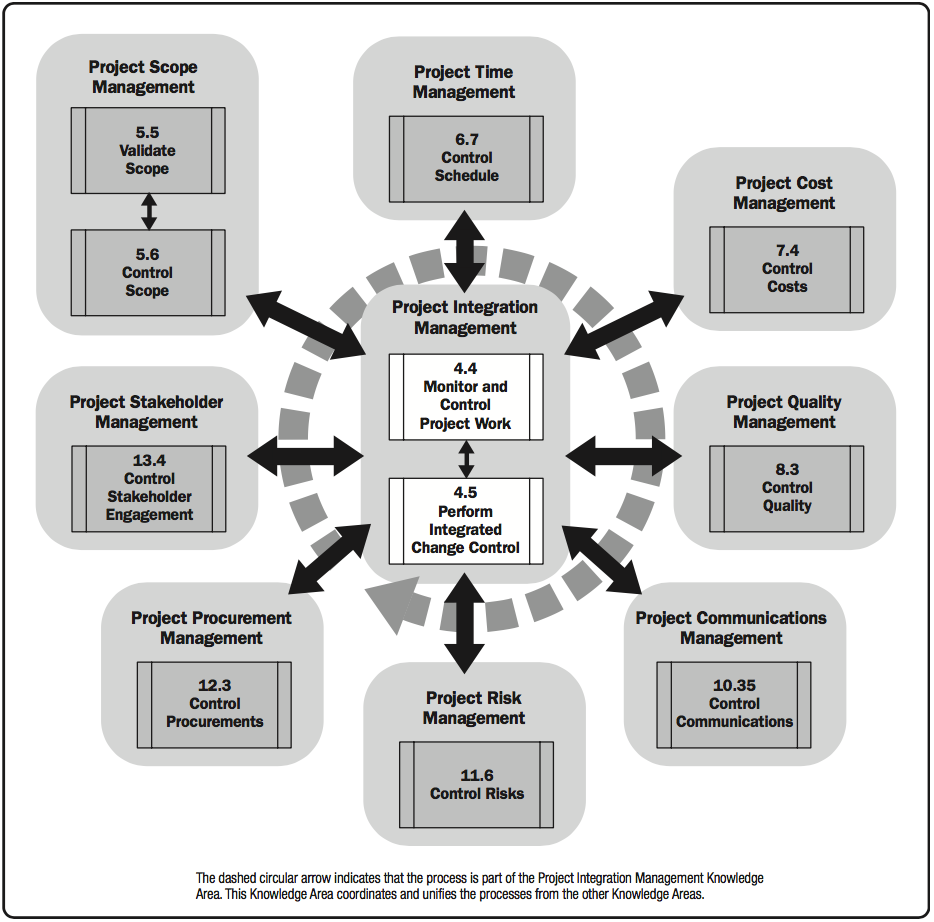 Project Scope
Management
5.5
Validate
Scope
5.6
Control
Scope
Project Time
Management
6.7
Control
Schedule
Project Cost
Management
7.4
Control
Costs
Project Integration
Management
4.4
Monitor and
Control
Project Work
4.5
Perform
Integrated
Change Control
Project Stakeholder
Management
13.4
Control
Stakeholder
Engagement
Project Quality
Management
8.3
Control
Quality
Project Procurement
Management
12.3
Control
Procurements
Project Risk
Management
11.6
Control Risks
Project Communications
Management
10.35
Control
Communications
The dashed circular arrow indicates that the process is part of the Project Integration Management Knowledge
Area. This Knowledge Area coordinates and unifies the processes from the other Knowledge Areas.